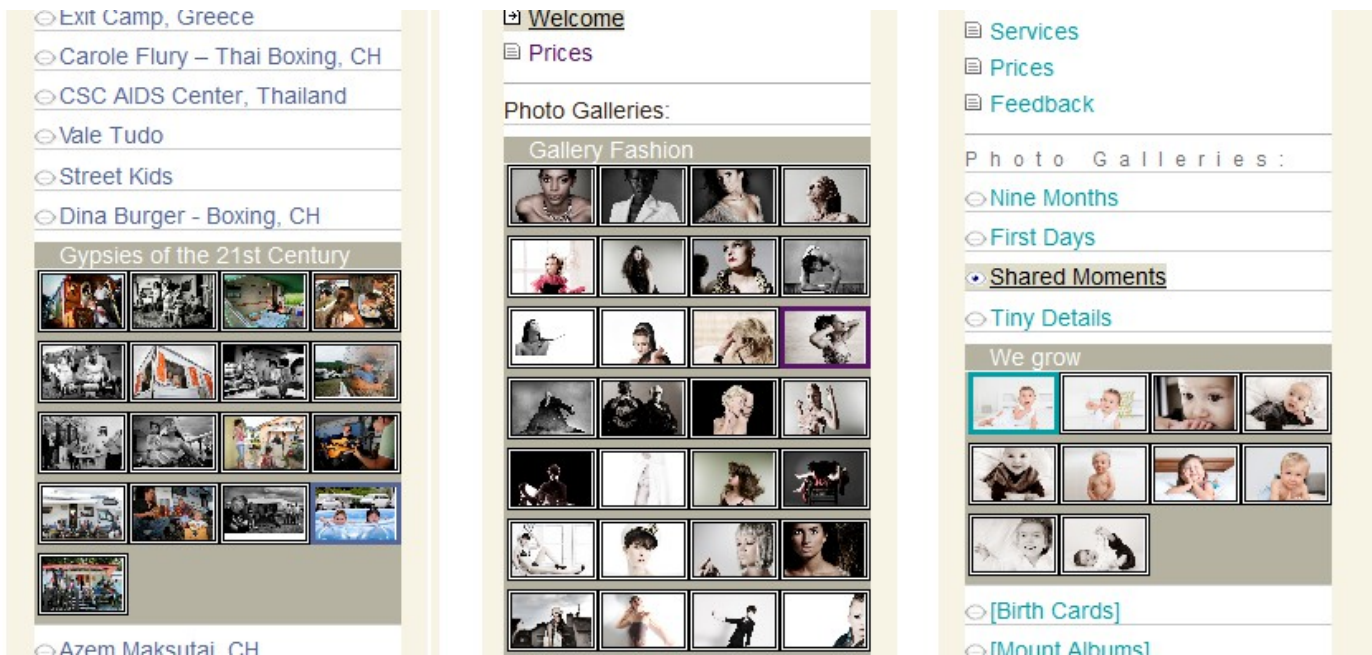 Exit Camp, Greece
Carole Flury – Thai Boxing, CH
CSC AIDS Center, Thailand
Vale Tudo
Street Kids
Dina Burger - Boxing, CH
Gypsies of the 21st Century
Azem Maksutaj, CH
Welcome
Prices
Photo Galleries:
Gallery Fashion
Services
Prices
Feedback
Photo Galleries:
Nine Months
First Days
Shared Moments
Tiny Details
We grow
[Birth Cards]
[Mount Albums]